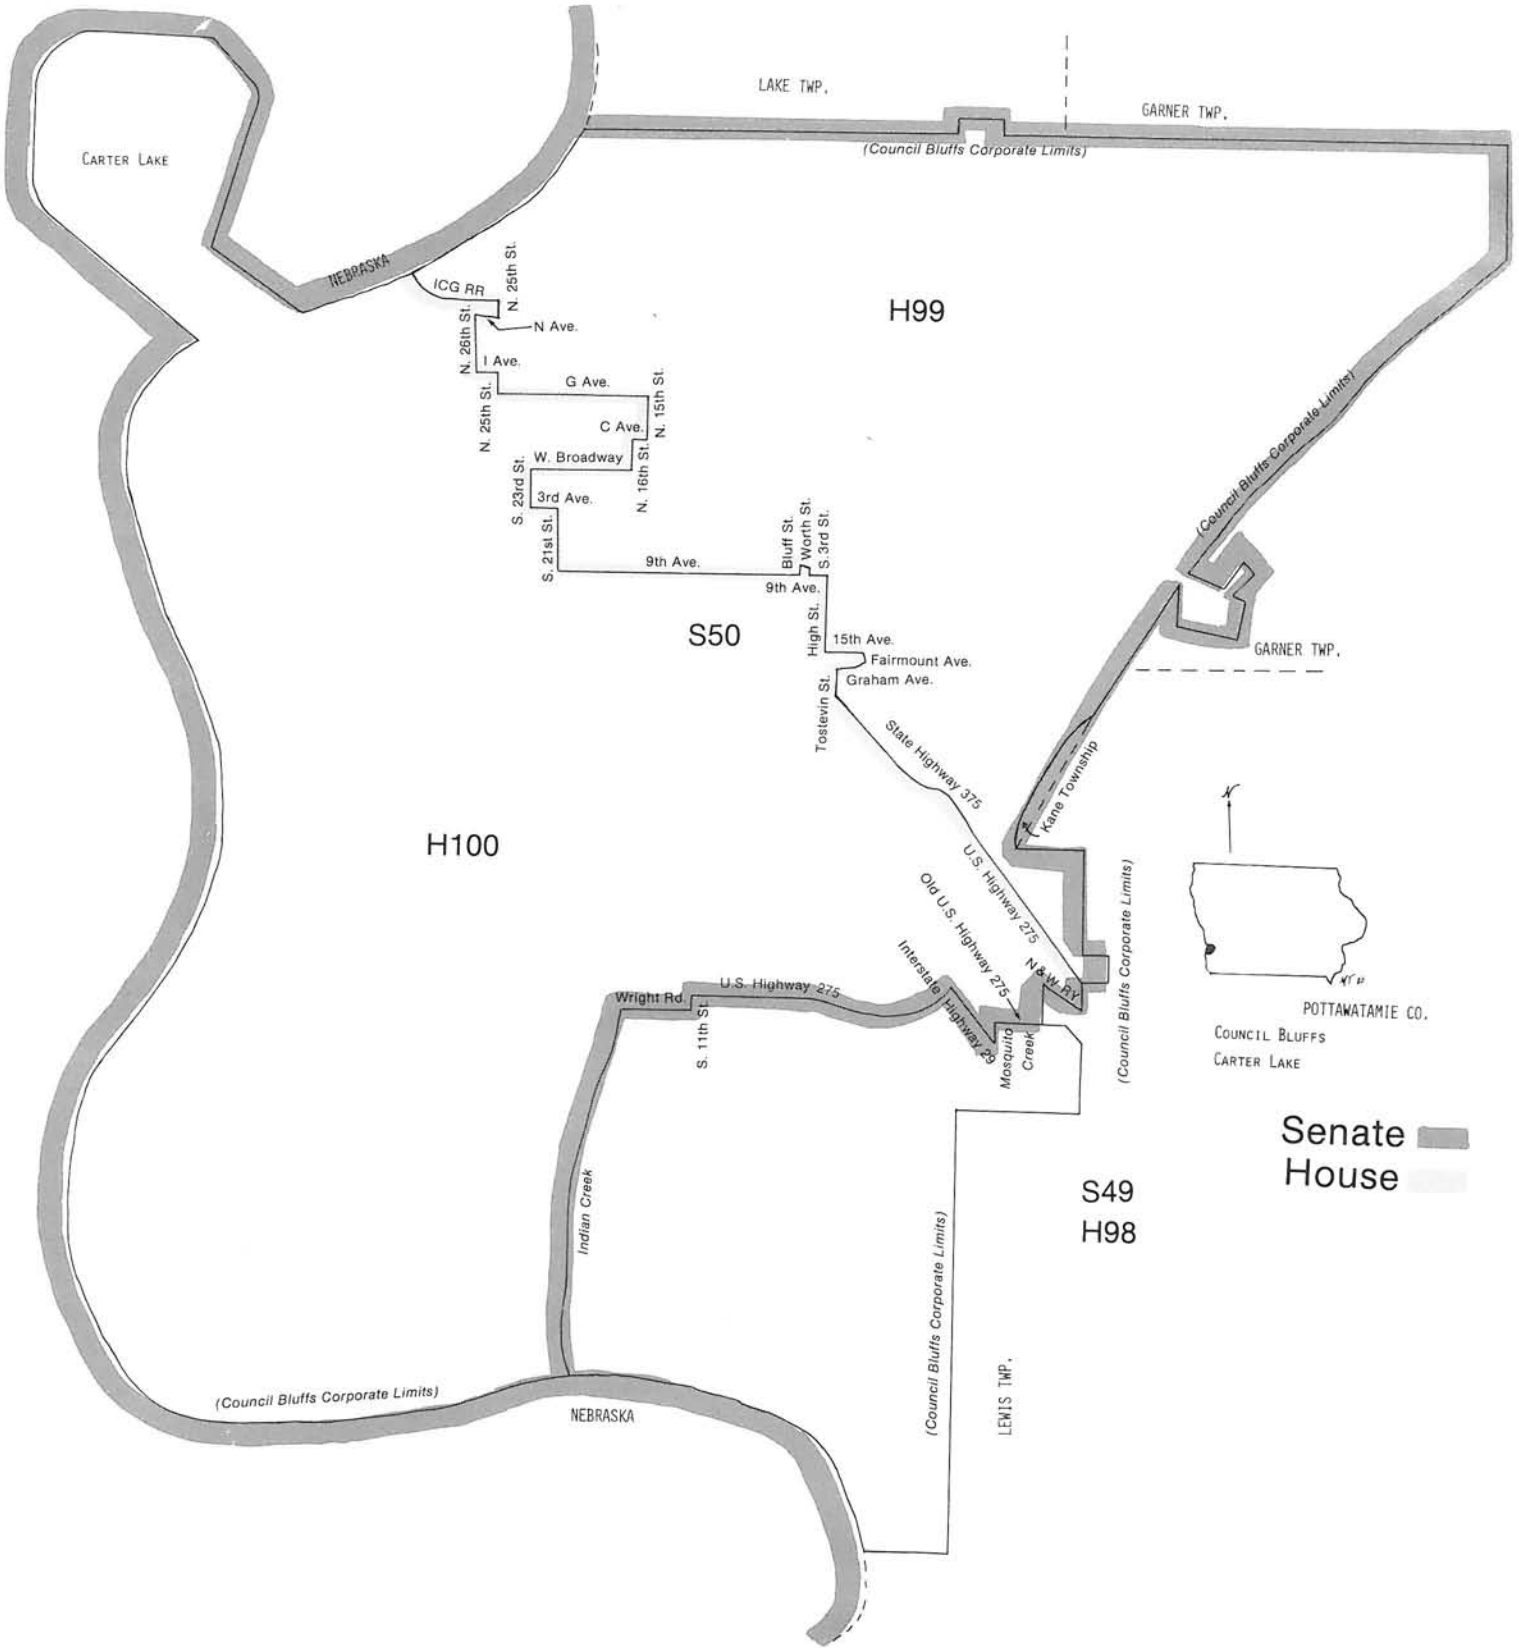 LAKE TWP.
GARNER TWP.
(Council Bluffs Corporate Limits)
CARTER LAKE
NEBRASKA
ICG RR
N. 25th St.
H99
N. 26th St.
N Ave.
I Ave.
G Ave.
N. 25th St.
N. 15th St.
C Ave.
W. Broadway
N. 16th St.
S. 23rd St.
3rd Ave.
S. 21st St.
9th Ave.
Bluff St.
Worth St.
S. 3rd St.
9th Ave.
(Council Bluffs Corporate Limits)
S50
High St.
15th Ave.
Fairmount Ave.
Graham Ave.
Tostevin St.
GARNER TWP.
State Highway 375
Kane Township
N
H100
U.S. Highway 275
Old U.S. Highway 275
Interstate Highway 29
N & W RY
(Council Bluffs Corporate Limits)
Wright Rd.
U.S. Highway 275
S. 11th St.
Mosquito
Creek
POTTAWATAMIE CO.
COUNCIL BLUFFS
CARTER LAKE
Senate
House
S49
H98
Indian Creek
(Council Bluffs Corporate Limits)
LEWIS TWP.
(Council Bluffs Corporate Limits)
NEBRASKA